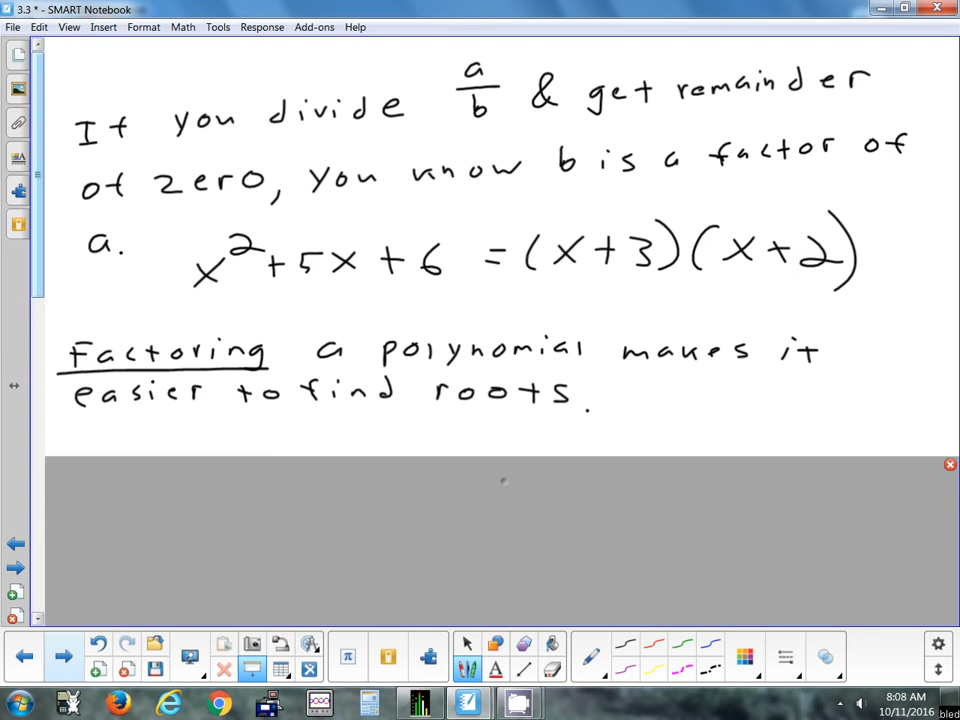 3.3 * - SMART Notebook
File Edit View Insert Format Math Tools Response Add-ons Help
If you divide a/b & get remainder
of zero, you know b is a factor of
a. x²+5x+6 =(x+3)(x+2)
Factoring a polynomial makes it
easier to find roots.
8:08 AM
10/11/2016
bled